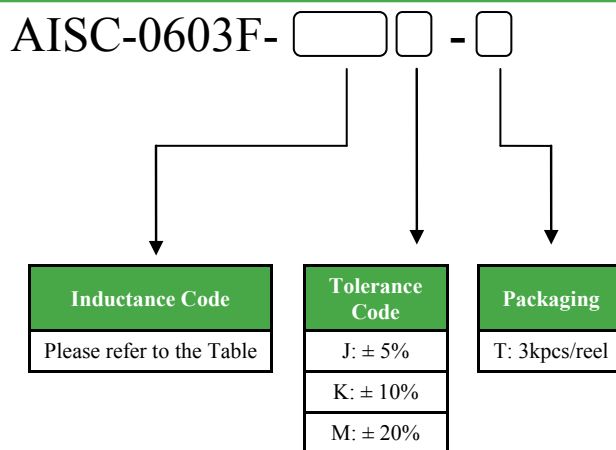 AISC-0603F- -
Inductance Code
Please refer to the Table
Tolerance
Code
J: ± 5%
K: ± 10%
M: ± 20%
Packaging
T: 3kpcs/reel